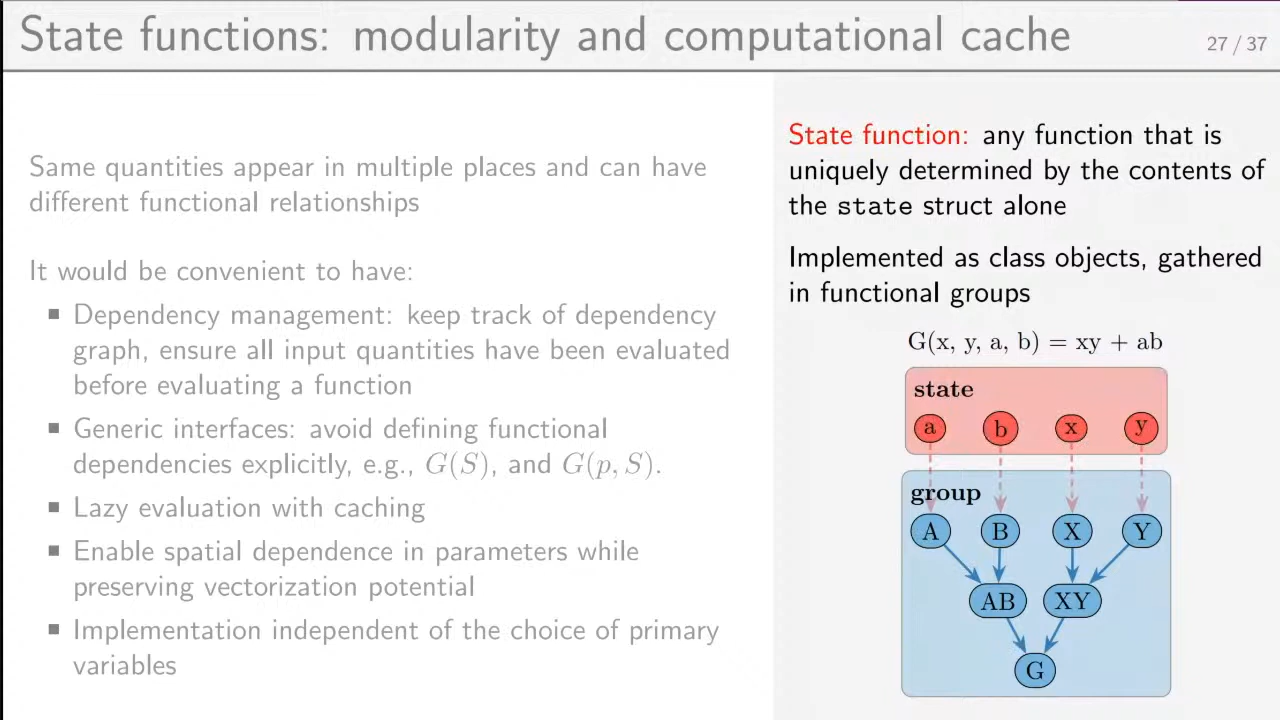 State functions: modularity and computational cache
27 / 37
Same quantities appear in multiple places and can have
different functional relationships
It would be convenient to have:
■ Dependency management: keep track of dependency
graph, ensure all input quantities have been evaluated
before evaluating a function
■ Generic interfaces: avoid defining functional
dependencies explicitly, e.g., G(S), and G(p, S).
■ Lazy evaluation with caching
■ Enable spatial dependence in parameters while
preserving vectorization potential
■ Implementation independent of the choice of primary
variables
State function: any function that is
uniquely determined by the contents of
the state struct alone
Implemented as class objects, gathered
in functional groups
G(x, y, a, b) = xy + ab
state
a b x y
group
A B X Y
AB XY
G